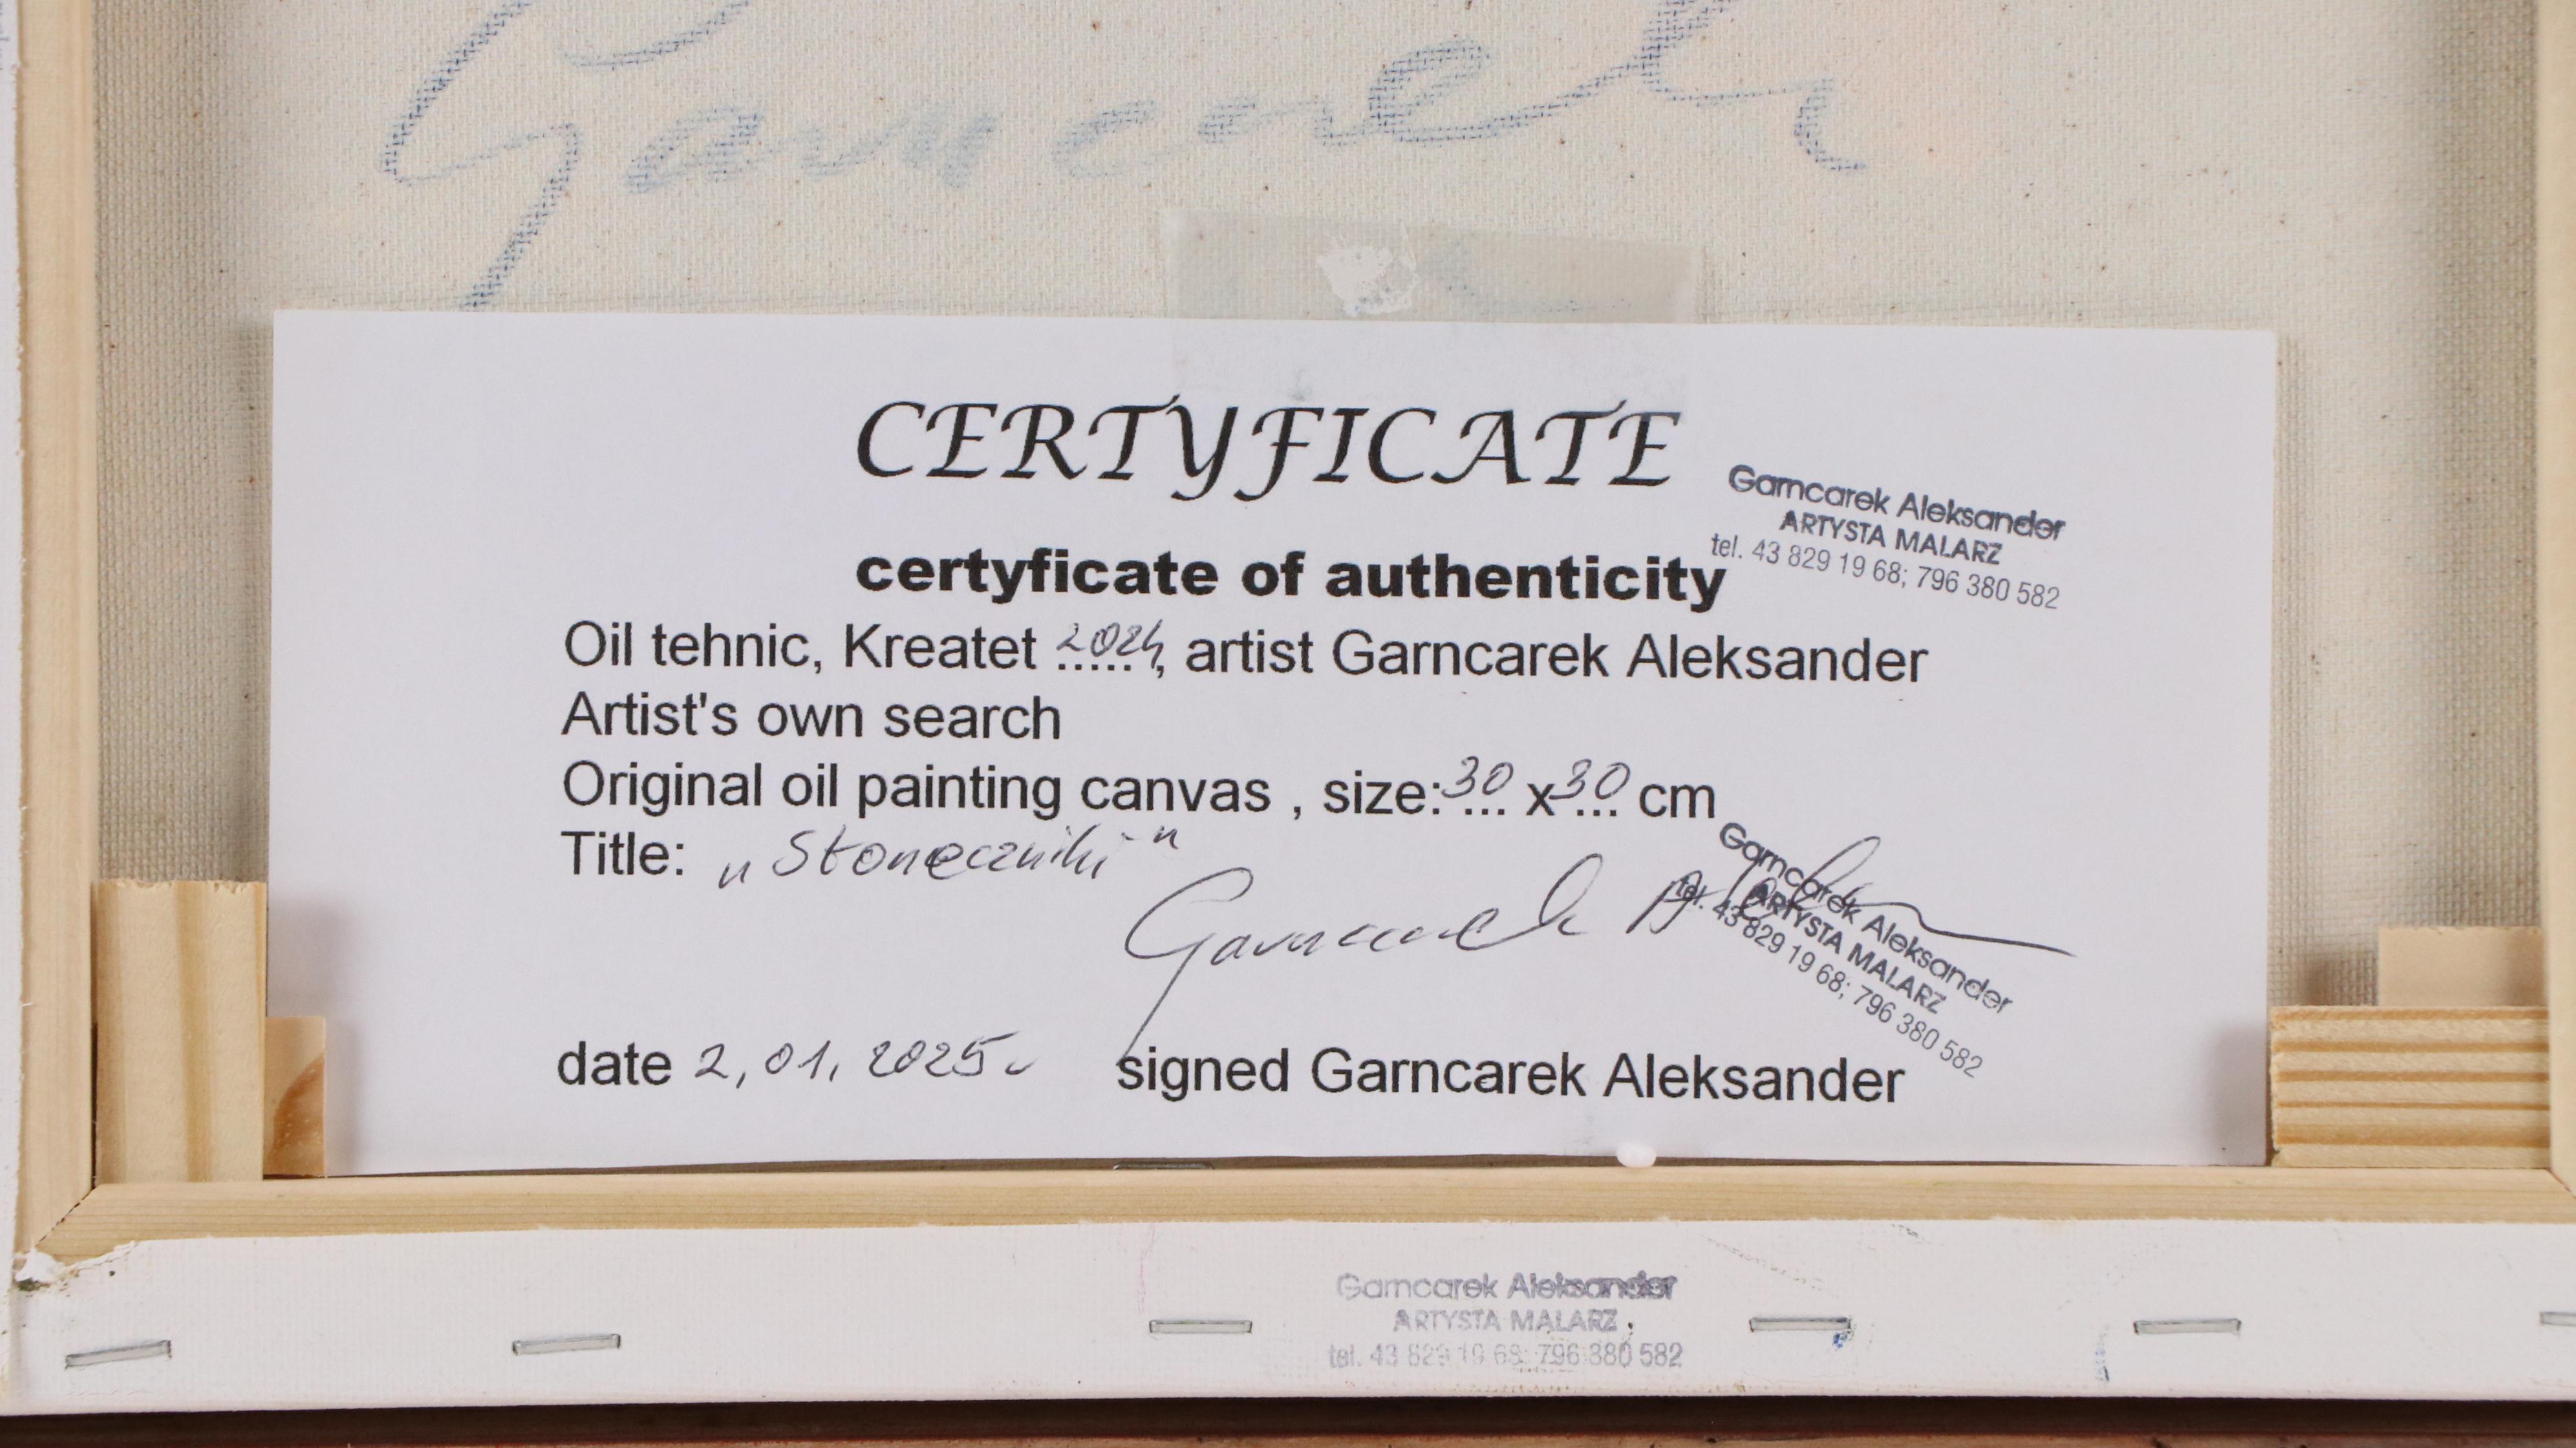 Garncarek
CERTYFICATE
Garncarek Aleksander
ARTYSTA MALARZ
tel. 43 829 19 68; 796 380 582
certyficate of authenticity
Oil tehnic, Kreatet 2024, artist Garncarek Aleksander
Artist's own search
Original oil painting canvas , size: 30 x 30 cm
Title: „Słoneczniki"
Garncarek Aleksander
ARTYSTA MALARZ
tel. 43 829 19 68; 796 380 582
Garncarek
date 2,01,2025. signed Garncarek Aleksander
Garncarek Aleksander
ARTYSTA MALARZ
tel. 43 829 19 68; 796 380 582